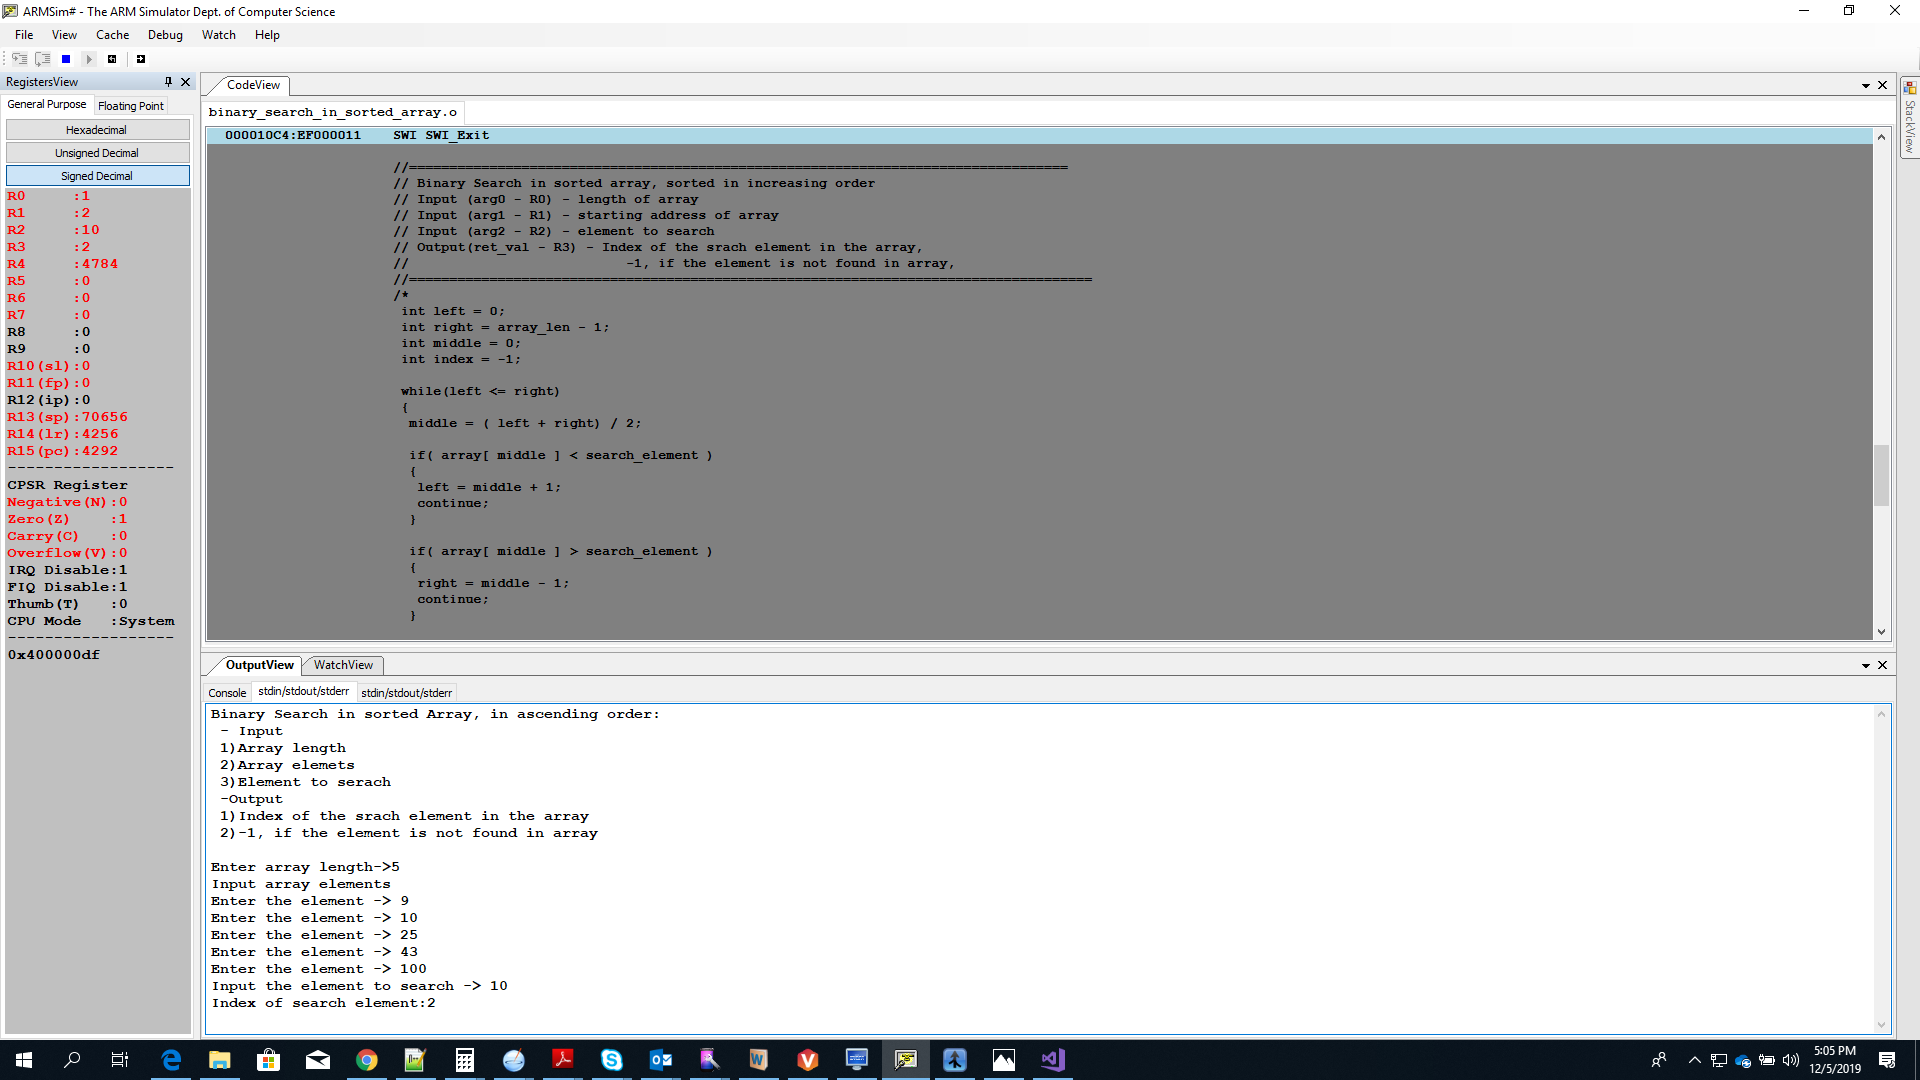 ARMSim# - The ARM Simulator Dept. of Computer Science
File View Cache Debug Watch Help
RegistersView
General Purpose Floating Point
Hexadecimal
Unsigned Decimal
Signed Decimal
R0 :1
R1 :2
R2 :10
R3 :2
R4 :4784
R5 :0
R6 :0
R7 :0
R8 :0
R9 :0
R10(sl):0
R11(fp):0
R12(ip):0
R13(sp):70656
R14(lr):4256
R15(pc):4292
------------------
CPSR Register
Negative(N):0
Zero(Z) :1
Carry(C) :0
Overflow(V):0
IRQ Disable:1
FIQ Disable:1
Thumb(T) :0
CPU Mode :System
------------------
0x400000df
CodeView
binary_search_in_sorted_array.o
000010C4:EF000011 SWI SWI_Exit
//==================================================================================
// Binary Search in sorted array, sorted in increasing order
// Input (arg0 - R0) - length of array
// Input (arg1 - R1) - starting address of array
// Input (arg2 - R2) - element to search
// Output(ret_val - R3) - Index of the srach element in the array,
// -1, if the element is not found in array,
//=====================================================================================
/*
int left = 0;
int right = array_len - 1;
int middle = 0;
int index = -1;
while(left <= right)
{
middle = ( left + right) / 2;
if( array[ middle ] < search_element )
{
left = middle + 1;
continue;
}
if( array[ middle ] > search_element )
{
right = middle - 1;
continue;
}
StackView
OutputView WatchView
Console stdin/stdout/stderr stdin/stdout/stderr
Binary Search in sorted Array, in ascending order:
- Input
1)Array length
2)Array elemets
3)Element to serach
-Output
1)Index of the srach element in the array
2)-1, if the element is not found in array
Enter array length->5
Input array elements
Enter the element -> 9
Enter the element -> 10
Enter the element -> 25
Enter the element -> 43
Enter the element -> 100
Input the element to search -> 10
Index of search element:2
5:05 PM
12/5/2019